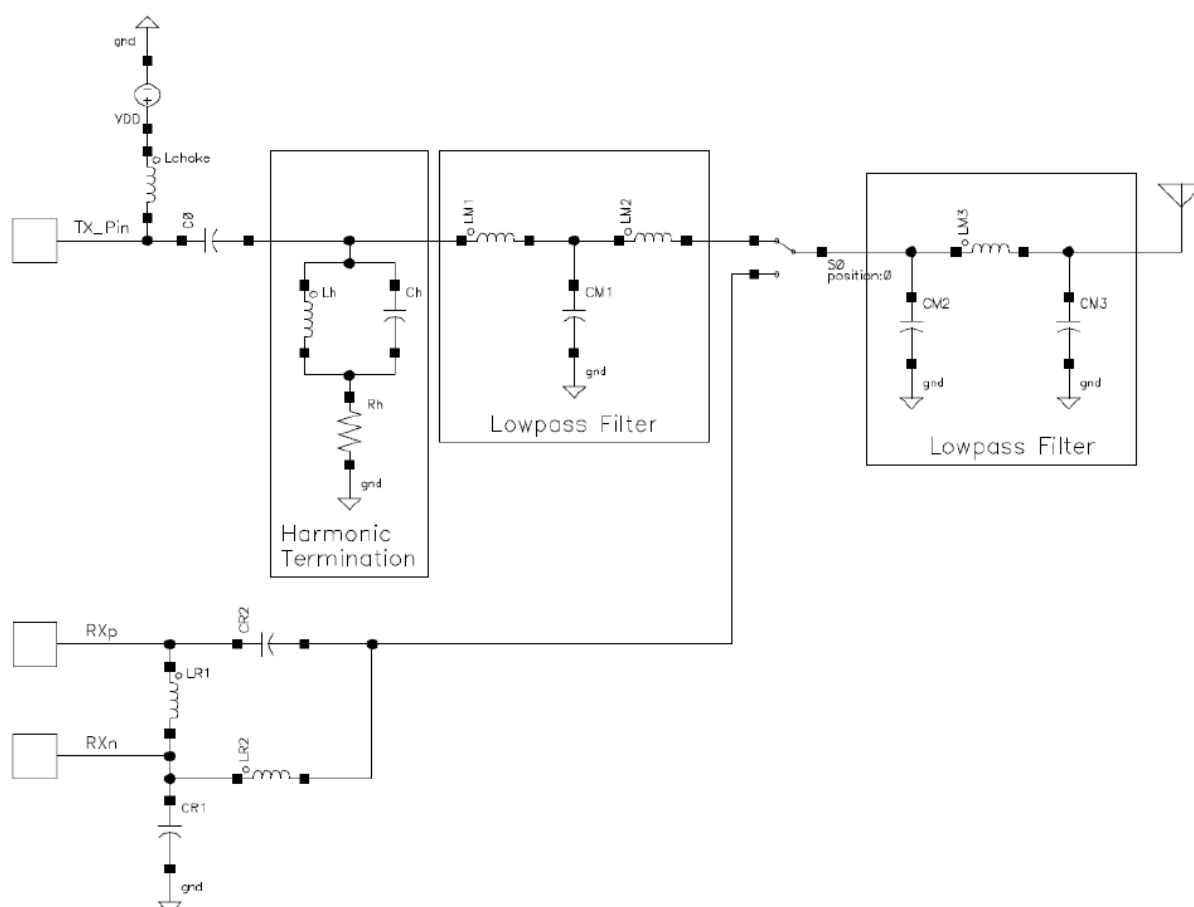 gnd
VDD
Lchoke
TX_Pin
C0
LM1
LM2
LM3
S0
position:0
Lh
Ch
CM1
CM2
CM3
gnd
gnd
gnd
Rh
Lowpass Filter
Lowpass Filter
gnd
Harmonic
Termination
RXp
CR2
LR1
RXn
LR2
CR1
gnd